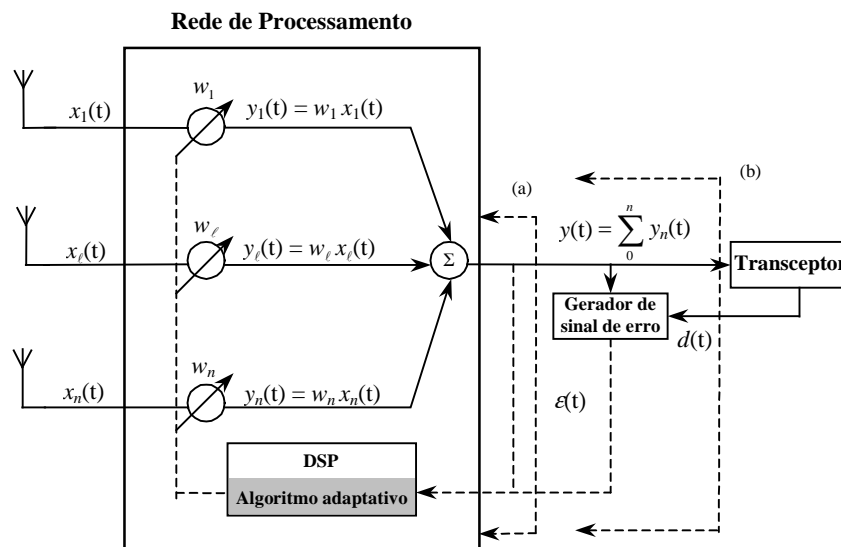 Rede de Processamento
x₁(t)
w₁
y₁(t) = w₁ x₁(t)
(a)
(b)
xℓ(t)
wℓ
yℓ(t) = wℓ xℓ(t)
Σ
y(t) = ∑₀ⁿ yₙ(t)
Transceptor
Gerador de
sinal de erro
d(t)
xₙ(t)
wₙ
yₙ(t) = wₙ xₙ(t)
ε(t)
DSP
Algoritmo adaptativo